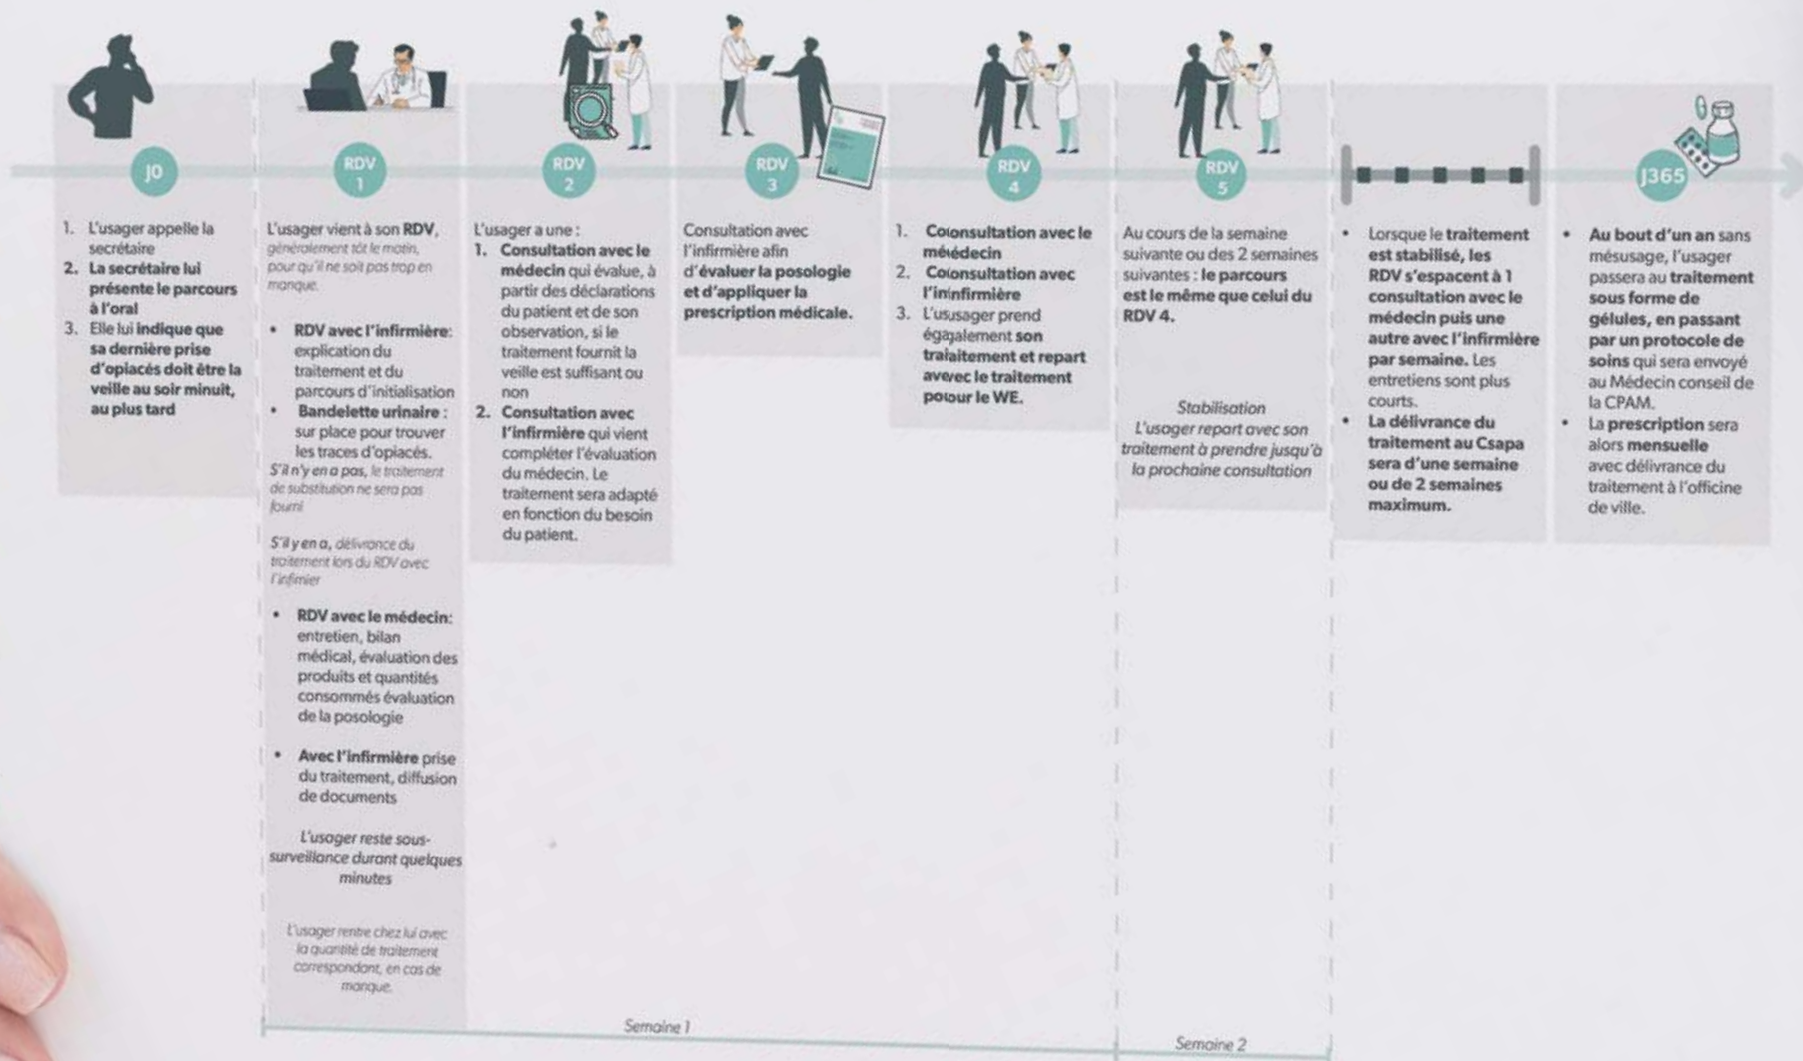 J0
1. L'usager appelle la
secrétaire
2. La secrétaire lui
présente le parcours
à l'oral
3. Elle lui indique que
sa dernière prise
d'opiacés doit être la
veille au soir minuit,
au plus tard
RDV
1
L'usager vient à son RDV,
généralement tôt le matin,
pour qu'il ne soit pas trop en
manque.
• RDV avec l'infirmière:
explication du
traitement et du
parcours d'initialisation
• Bandelette urinaire :
sur place pour trouver
les traces d'opiacés.
S'il n'y en a pas, le traitement
de substitution ne sera pas
fourni
S'il y en a, délivrance du
traitement lors du RDV avec
l'infimier
• RDV avec le médecin:
entretien, bilan
médical, évaluation des
produits et quantités
consommés évaluation
de la posologie
• Avec l'infirmière prise
du traitement, diffusion
de documents
L'usager reste sous-
surveillance durant quelques
minutes
L'usager rentre chez lui avec
la quantité de traitement
correspondant, en cas de
manque.
RDV
2
L'usager a une :
1. Consultation avec le
médecin qui évalue, à
partir des déclarations
du patient et de son
observation, si le
traitement fournit la
veille est suffisant ou
non
2. Consultation avec
l'infirmière qui vient
compléter l'évaluation
du médecin. Le
traitement sera adapté
en fonction du besoin
du patient.
RDV
3
Consultation avec
l'infirmière afin
d'évaluer la posologie
et d'appliquer la
prescription médicale.
RDV
4
1. Coionsultation avec le
méiédecin
2. Coionsultation avec
l'ininfirmière
3. L'ususager prend
égagalement son
traiaitement et repart
avevec le traitement
poiour le WE.
RDV
5
Au cours de la semaine
suivante ou des 2 semaines
suivantes : le parcours
est le même que celui du
RDV 4.
Stabilisation
L'usager repart avec son
traitement à prendre jusqu'à
la prochaine consultation
• Lorsque le traitement
est stabilisé, les
RDV s'espacent à 1
consultation avec le
médecin puis une
autre avec l'infirmière
par semaine. Les
entretiens sont plus
courts.
• La délivrance du
traitement au Csapa
sera d'une semaine
ou de 2 semaines
maximum.
J365
• Au bout d'un an sans
mésusage, l'usager
passera au traitement
sous forme de
gélules, en passant
par un protocole de
soins qui sera envoyé
au Médecin conseil de
la CPAM.
• La prescription sera
alors mensuelle
avec délivrance du
traitement à l'officine
de ville.
Semaine 1
Semaine 2